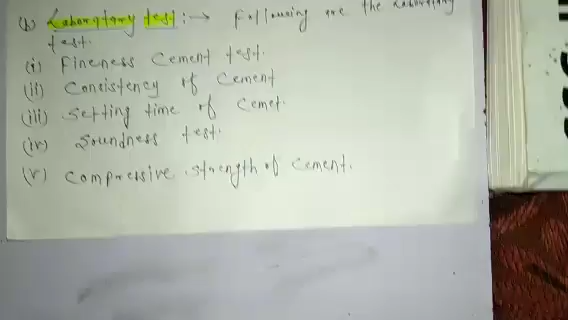 (b) Laboratory test :→ Following are the Laboratory
test.
(i) Fineness Cement test.
(ii) Consistency of Cement
(iii) Setting time of Cemet.
(iv) Soundness test.
(v) Compressive strength of Cement.